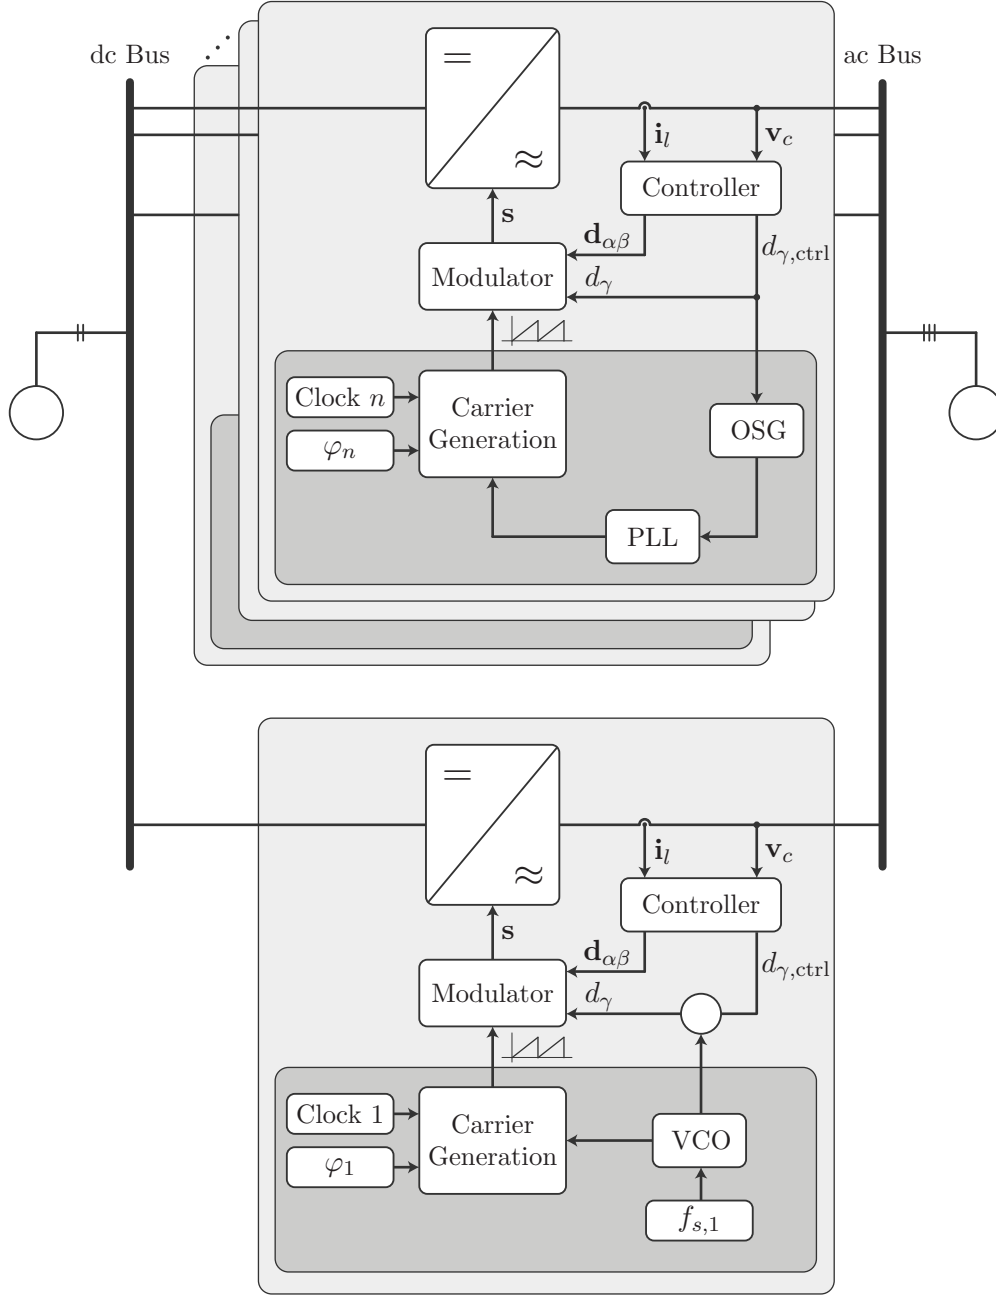 dc Bus
ac Bus
=
≈
𝐢_l
𝐯_c
Controller
𝐬
𝐝_αβ
d_γ,ctrl
Modulator
d_γ
Clock n
Carrier
Generation
φ_n
OSG
PLL
=
≈
𝐢_l
𝐯_c
Controller
𝐬
𝐝_αβ
d_γ,ctrl
Modulator
d_γ
Clock 1
Carrier
Generation
φ_1
VCO
f_s,1